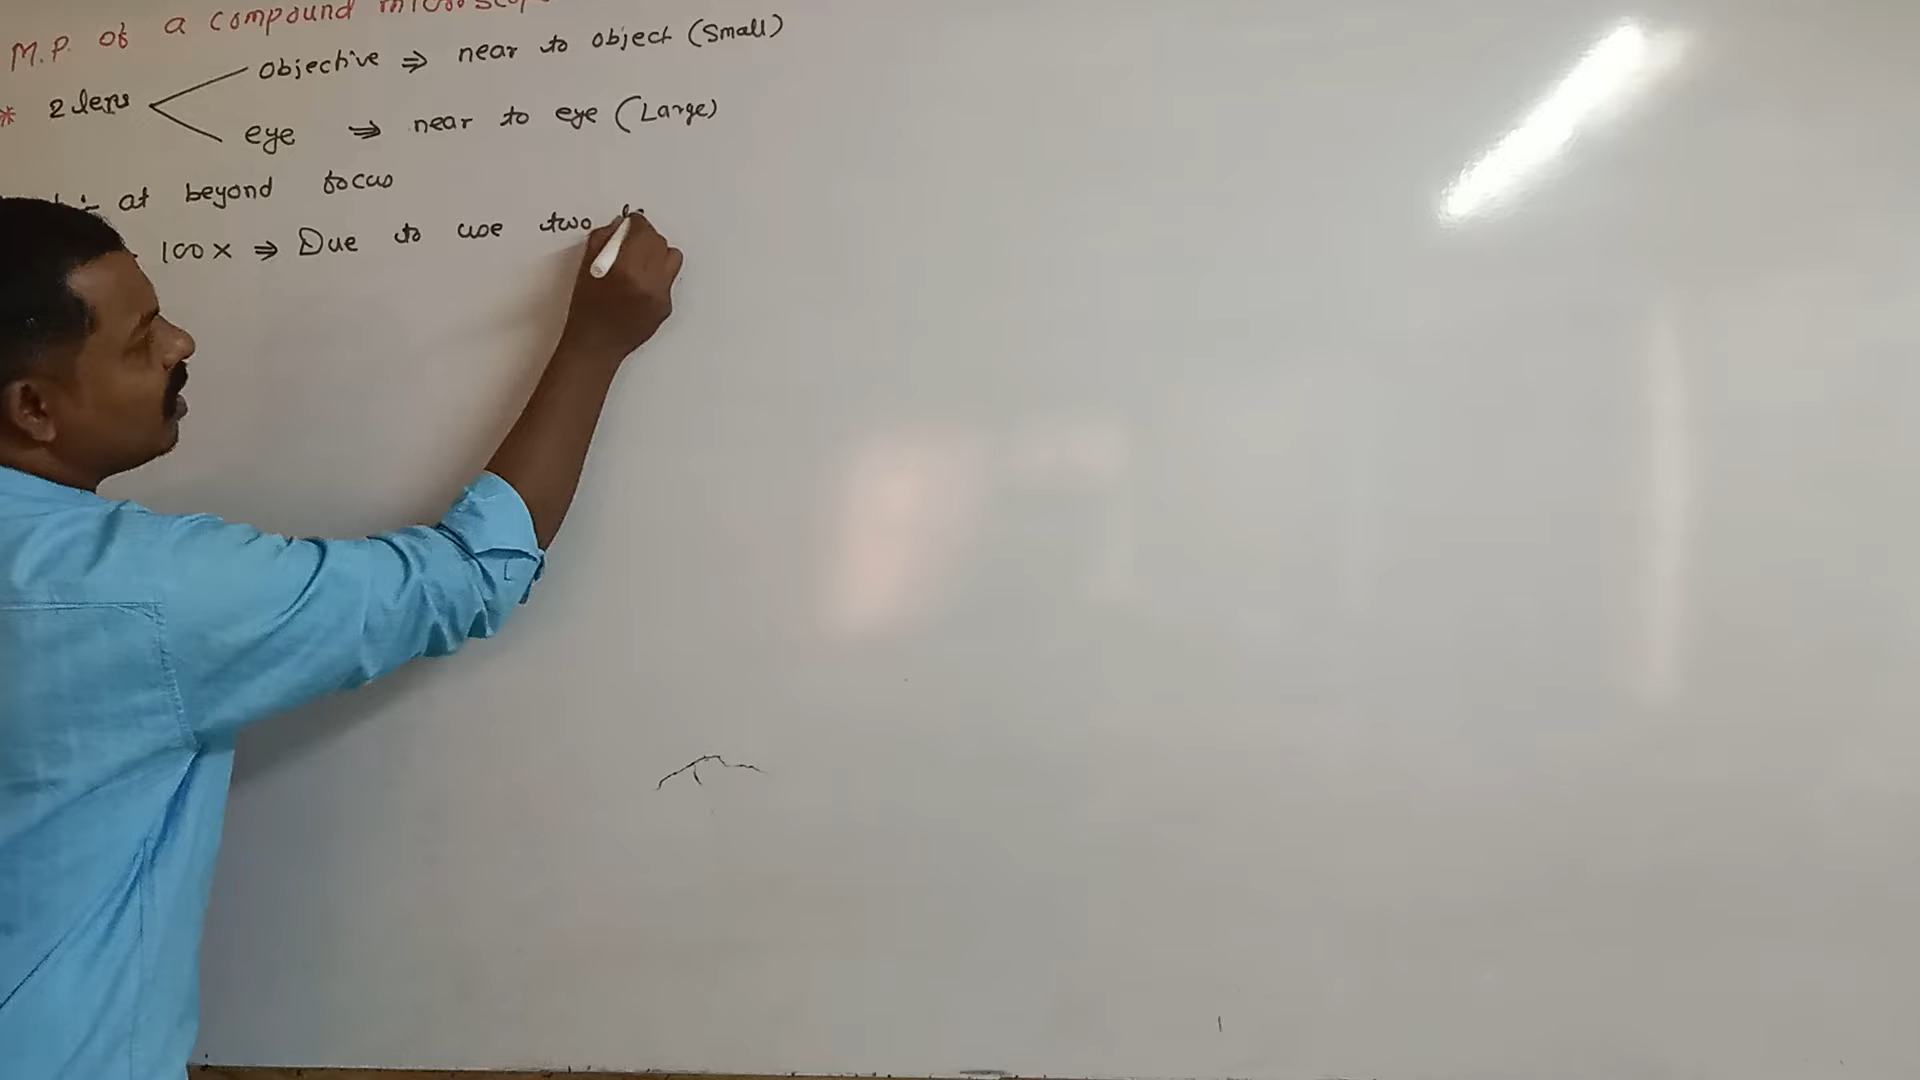 M.P. of a compound microscope
* 2 lens
objective ⇒ near to object (Small)
eye ⇒ near to eye (Large)
at beyond focus
100x ⇒ Due to use two